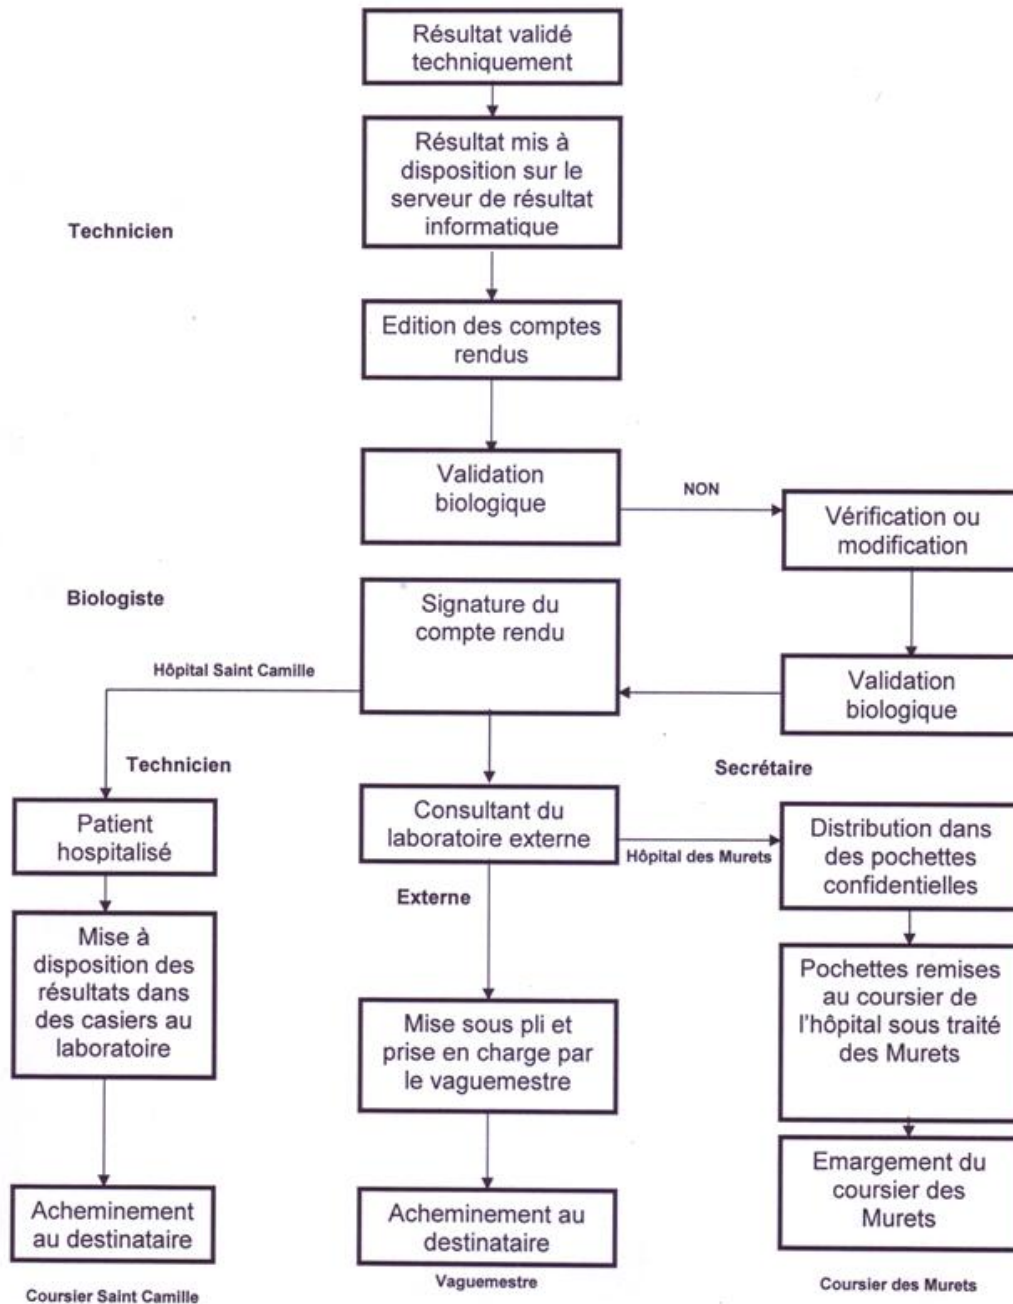 Résultat validé
techniquement
Résultat mis à
disposition sur le
serveur de résultat
informatique
Technicien
Edition des comptes
rendus
Validation
biologique
NON
Vérification ou
modification
Biologiste
Signature du
compte rendu
Hôpital Saint Camille
Validation
biologique
Technicien
Secrétaire
Patient
hospitalisé
Consultant du
laboratoire externe
Hôpital des Murets
Distribution dans
des pochettes
confidentielles
Externe
Mise à
disposition des
résultats dans
des casiers au
laboratoire
Mise sous pli et
prise en charge par
le vaguemestre
Pochettes remises
au coursier de
l'hôpital sous traité
des Murets
Acheminement
au destinataire
Acheminement au
destinataire
Emargement du
coursier des
Murets
Coursier Saint Camille
Vaguemestre
Coursier des Murets